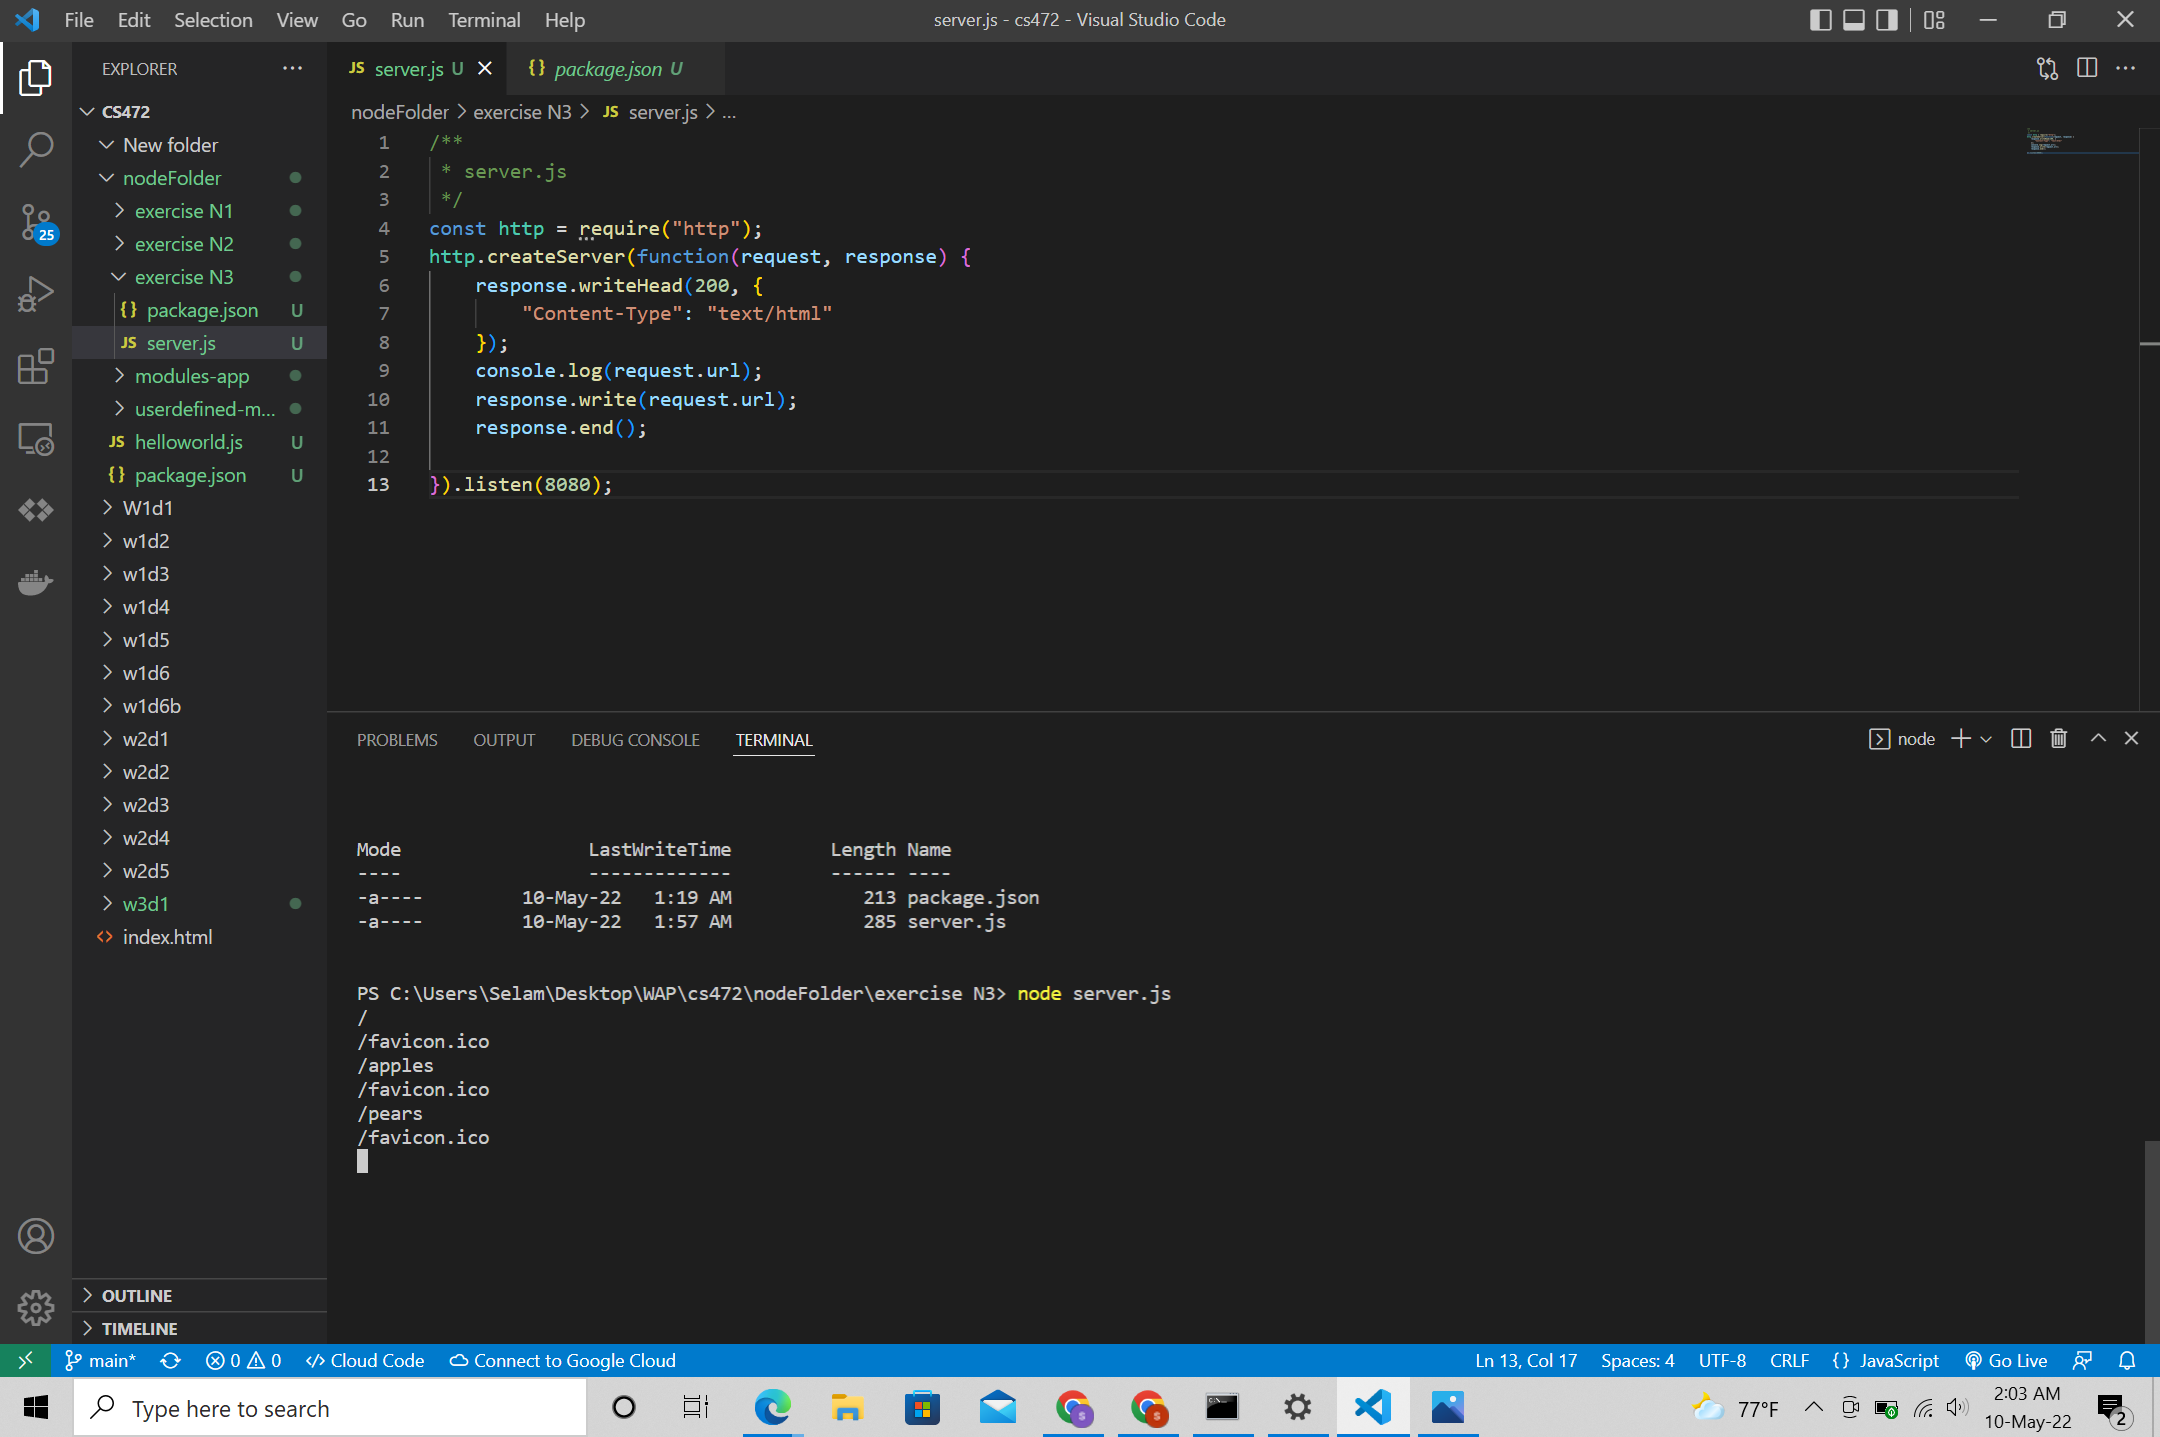 File Edit Selection View Go Run Terminal Help
server.js - cs472 - Visual Studio Code
EXPLORER
JS server.js U
{} package.json U
CS472
New folder
nodeFolder
exercise N1
exercise N2
exercise N3
{} package.json U
JS server.js U
modules-app
userdefined-m...
JS helloworld.js U
{} package.json U
W1d1
w1d2
w1d3
w1d4
w1d5
w1d6
w1d6b
w2d1
w2d2
w2d3
w2d4
w2d5
w3d1
<> index.html
OUTLINE
TIMELINE
25
nodeFolder > exercise N3 > JS server.js > ...
1 /**
2 * server.js
3 */
4 const http = require("http");
5 http.createServer(function(request, response) {
6 response.writeHead(200, {
7 "Content-Type": "text/html"
8 });
9 console.log(request.url);
10 response.write(request.url);
11 response.end();
12
13 }).listen(8080);
PROBLEMS OUTPUT DEBUG CONSOLE TERMINAL
node
Mode LastWriteTime Length Name
---- ------------- ------ ----
-a---- 10-May-22 1:19 AM 213 package.json
-a---- 10-May-22 1:57 AM 285 server.js
PS C:\Users\Selam\Desktop\WAP\cs472\nodeFolder\exercise N3> node server.js
/
/favicon.ico
/apples
/favicon.ico
/pears
/favicon.ico
main* 0 0 </> Cloud Code Connect to Google Cloud
Ln 13, Col 17 Spaces: 4 UTF-8 CRLF {} JavaScript Go Live
Type here to search
77°F
2:03 AM
10-May-22
2